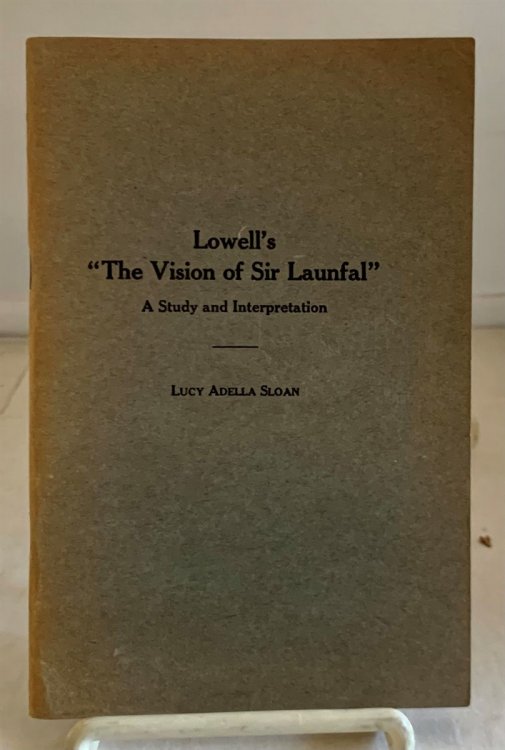 Lowell's
"The Vision of Sir Launfal"
A Study and Interpretation
Lucy Adella Sloan